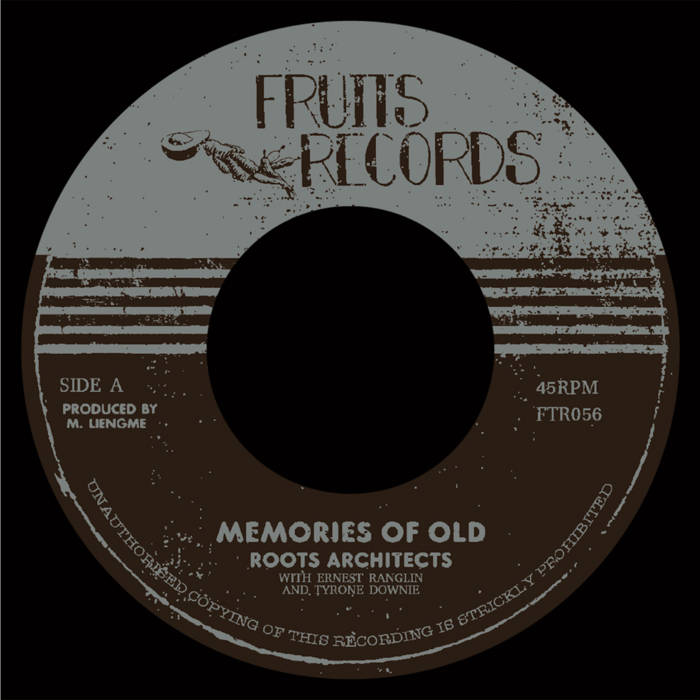 FRUITS
RECORDS
SIDE A
PRODUCED BY
M. LIENGME
45RPM
FTR056
MEMORIES OF OLD
ROOTS ARCHITECTS
WITH ERNEST RANGLIN
AND TYRONE DOWNIE
UNAUTHORISED COPYING OF THIS RECORDING IS STRICKLY PROHIBITED